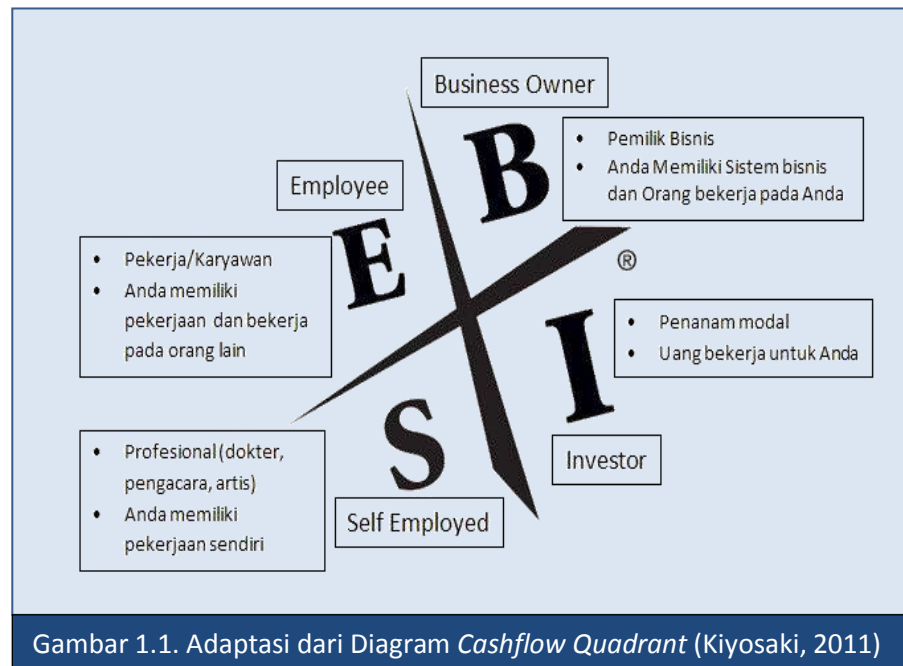 Business Owner
B
• Pemilik Bisnis
• Anda Memiliki Sistem bisnis
dan Orang bekerja pada Anda
Employee
E
• Pekerja/Karyawan
• Anda memiliki
pekerjaan dan bekerja
pada orang lain
®
I
• Penanam modal
• Uang bekerja untuk Anda
Investor
S
• Profesional (dokter,
pengacara, artis)
• Anda memiliki
pekerjaan sendiri
Self Employed
Gambar 1.1. Adaptasi dari Diagram Cashflow Quadrant (Kiyosaki, 2011)